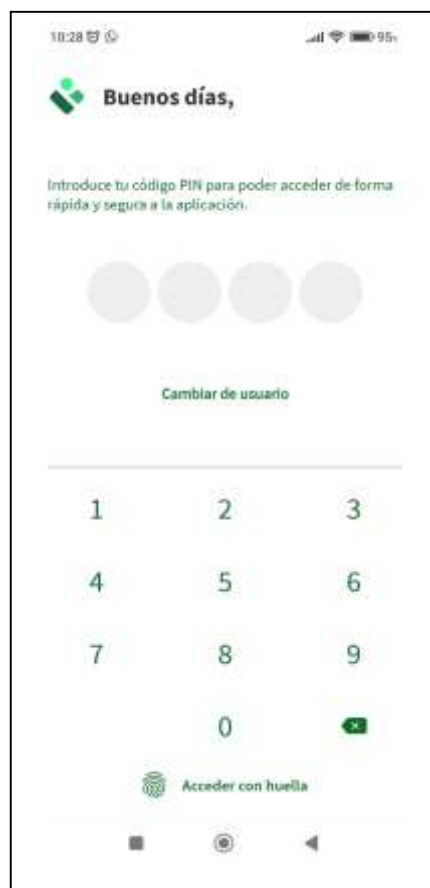 10:28 95%
Buenos días,
Introduce tu código PIN para poder acceder de forma
rápida y segura a la aplicación.
Cambiar de usuario
1 2 3
4 5 6
7 8 9
0
Acceder con huella